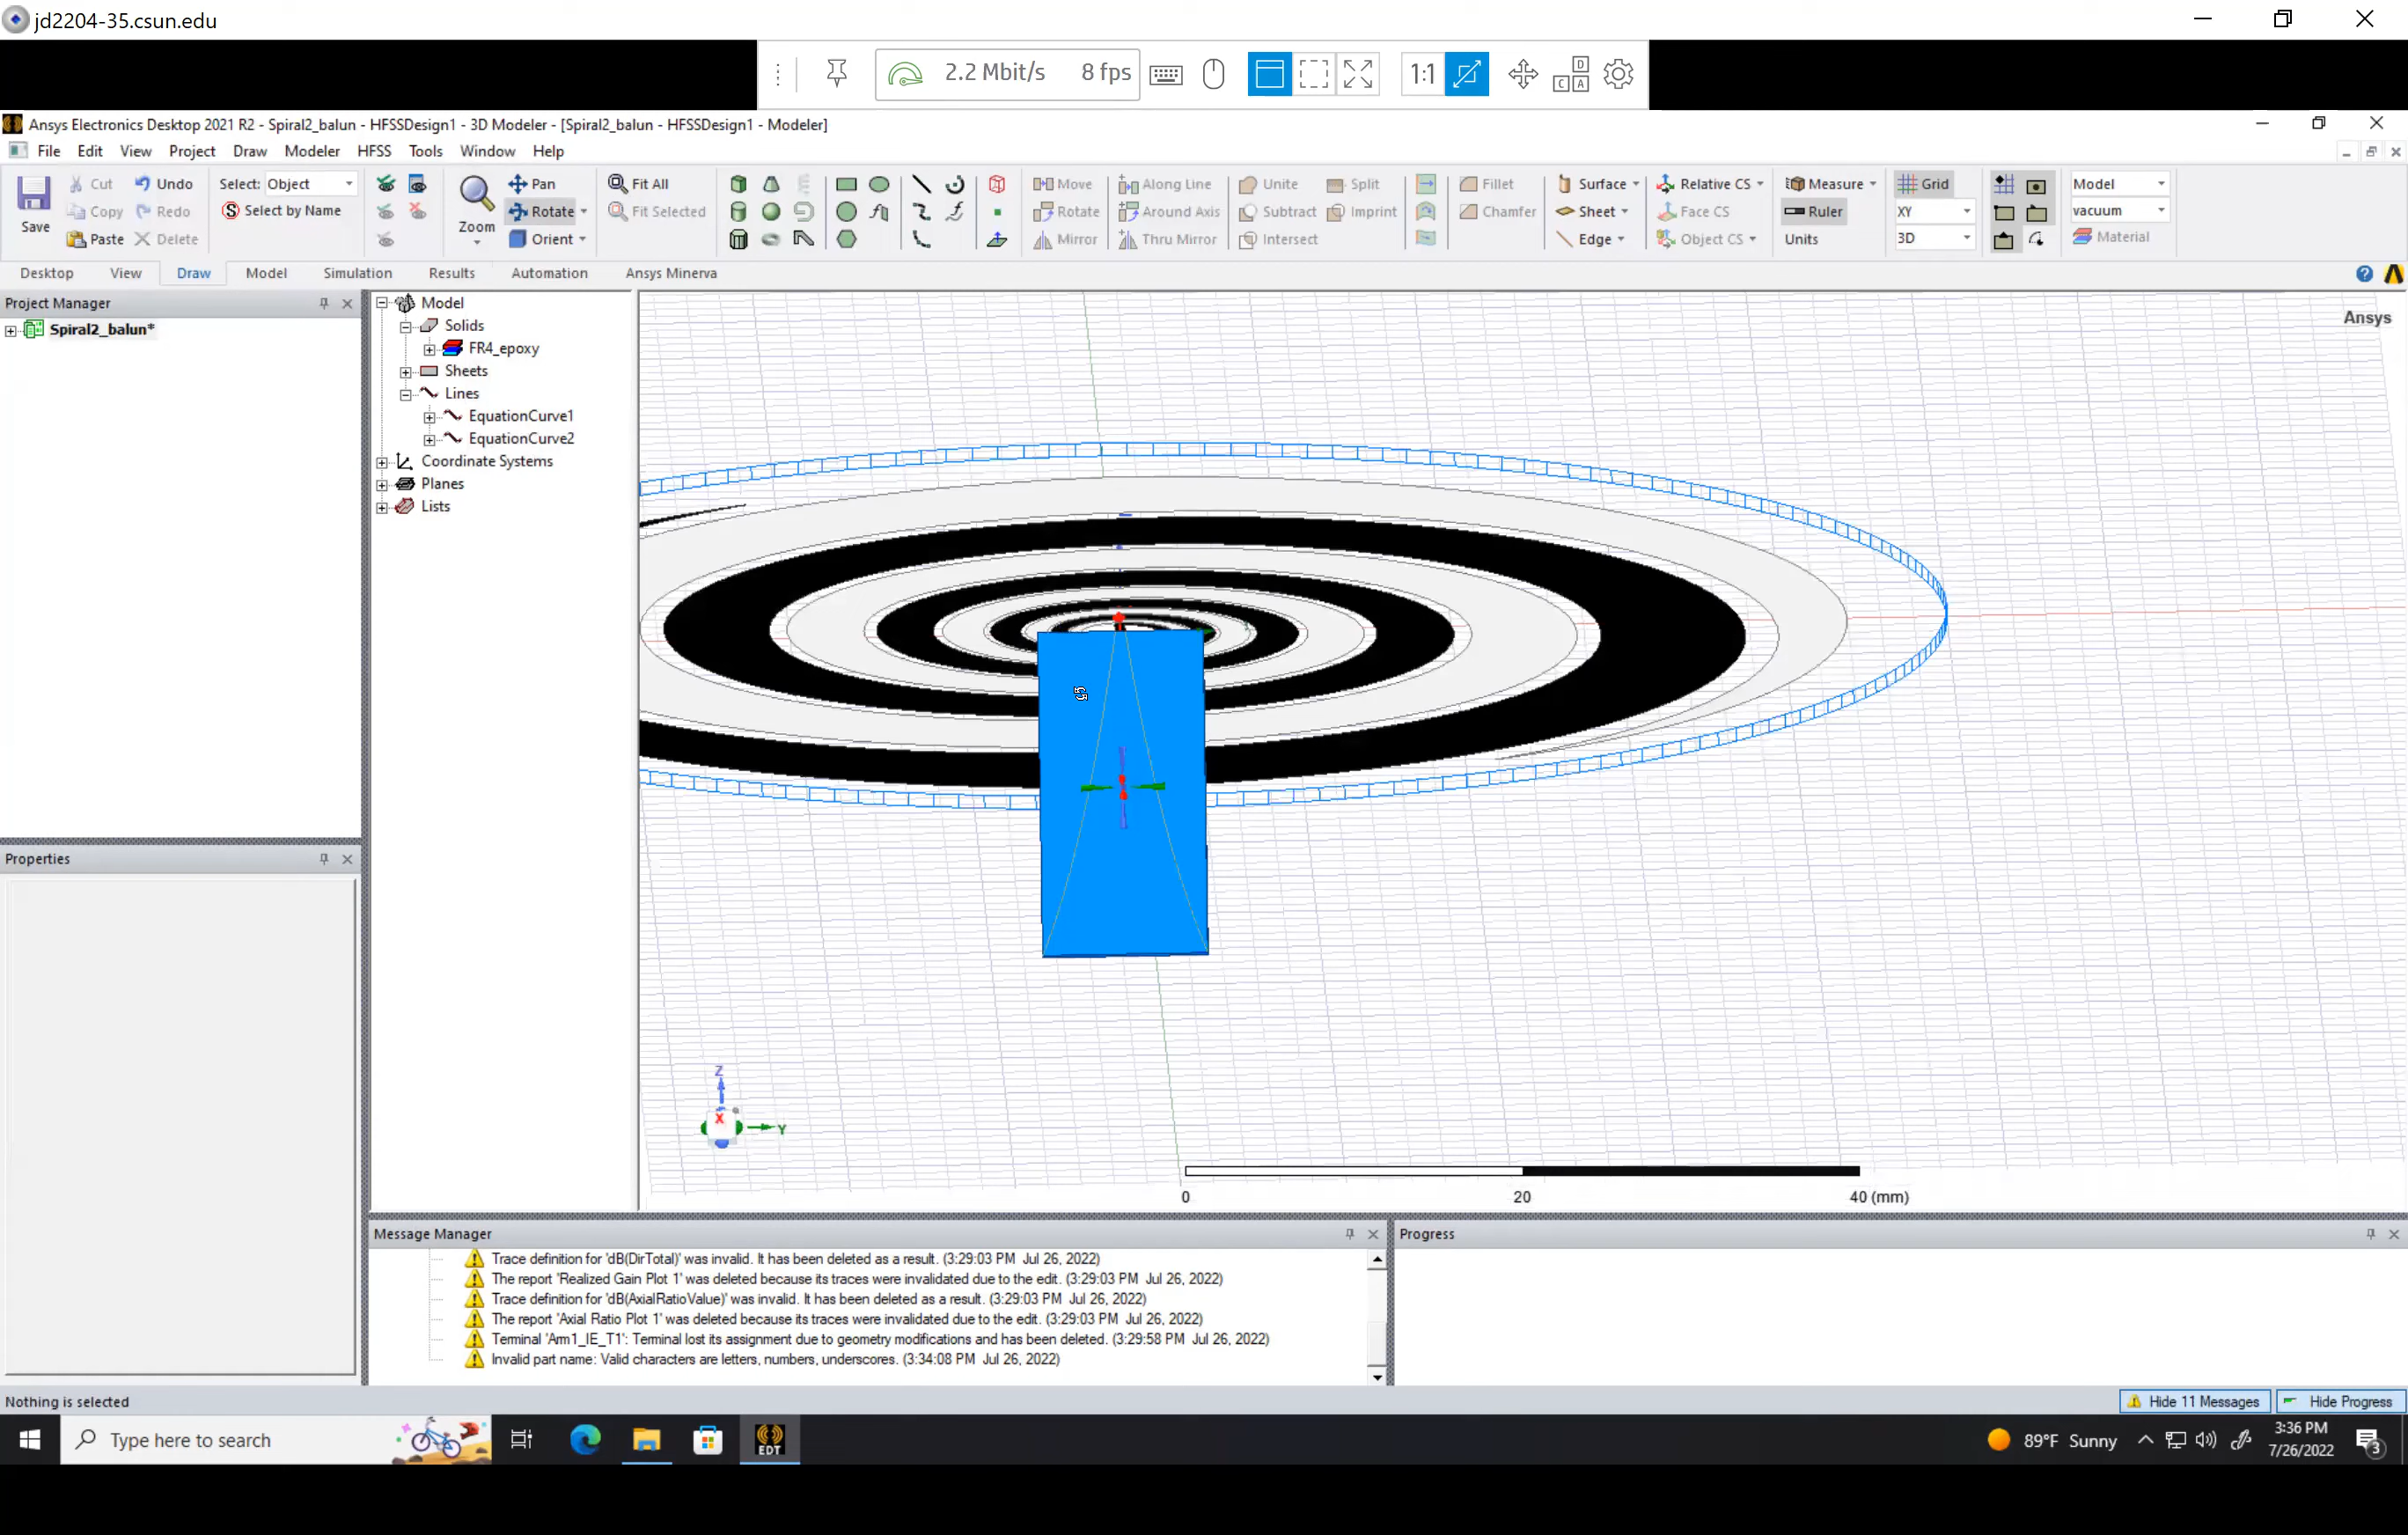 jd2204-35.csun.edu
2.2 Mbit/s 8 fps 1:1 D C A
Ansys Electronics Desktop 2021 R2 - Spiral2_balun - HFSSDesign1 - 3D Modeler - [Spiral2_balun - HFSSDesign1 - Modeler]
File Edit View Project Draw Modeler HFSS Tools Window Help
Save Cut Copy Paste Undo Redo Delete
Select: Object
Select by Name
Zoom Pan Rotate Orient
Fit All
Fit Selected
Move Rotate Mirror
Along Line
Around Axis
Thru Mirror
Unite Subtract Intersect
Split Imprint
Fillet Chamfer
Surface Sheet Edge
Relative CS
Face CS
Object CS
Measure Ruler Units
Grid
XY
3D
Model
vacuum
Material
Desktop View Draw Model Simulation Results Automation Ansys Minerva
Project Manager
Spiral2_balun*
Model
Solids
FR4_epoxy
Sheets
Lines
EquationCurve1
EquationCurve2
Coordinate Systems
Planes
Lists
Ansys
Properties
Z
X
Y
0 20 40 (mm)
Message Manager
Trace definition for 'dB(DirTotal)' was invalid. It has been deleted as a result. (3:29:03 PM Jul 26, 2022)
The report 'Realized Gain Plot 1' was deleted because its traces were invalidated due to the edit. (3:29:03 PM Jul 26, 2022)
Trace definition for 'dB(AxialRatioValue)' was invalid. It has been deleted as a result. (3:29:03 PM Jul 26, 2022)
The report 'Axial Ratio Plot 1' was deleted because its traces were invalidated due to the edit. (3:29:03 PM Jul 26, 2022)
Terminal 'Arm1_IE_T1': Terminal lost its assignment due to geometry modifications and has been deleted. (3:29:58 PM Jul 26, 2022)
Invalid part name: Valid characters are letters, numbers, underscores. (3:34:08 PM Jul 26, 2022)
Progress
Nothing is selected
Hide 11 Messages
Hide Progress
Type here to search
EDT
89°F Sunny
3:36 PM
7/26/2022
3